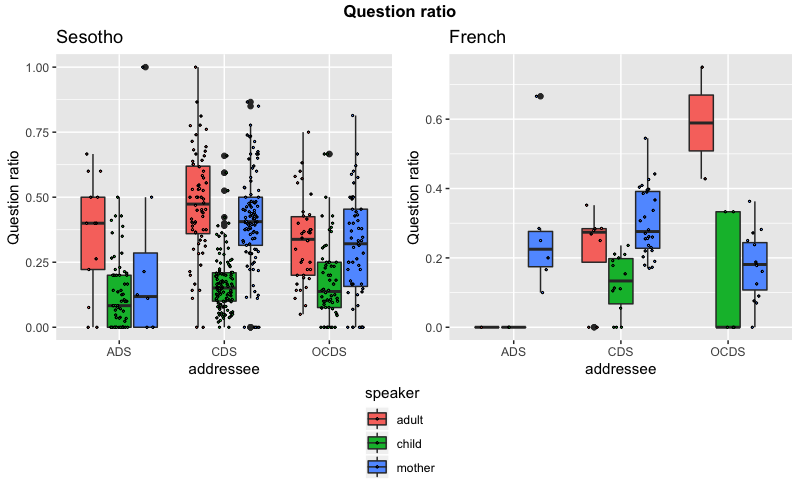 Question ratio
Sesotho
French
Question ratio
1.00
0.75
0.50
0.25
0.00
ADS
CDS
OCDS
addressee
Question ratio
0.6
0.4
0.2
0.0
ADS
CDS
OCDS
addressee
speaker
adult
child
mother